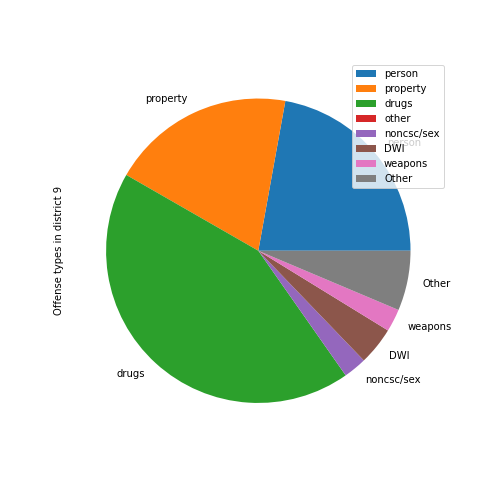 person
property
drugs
other
noncsc/sex
DWI
weapons
Other
person
property
Offense types in district 9
drugs
noncsc/sex
DWI
weapons
Other